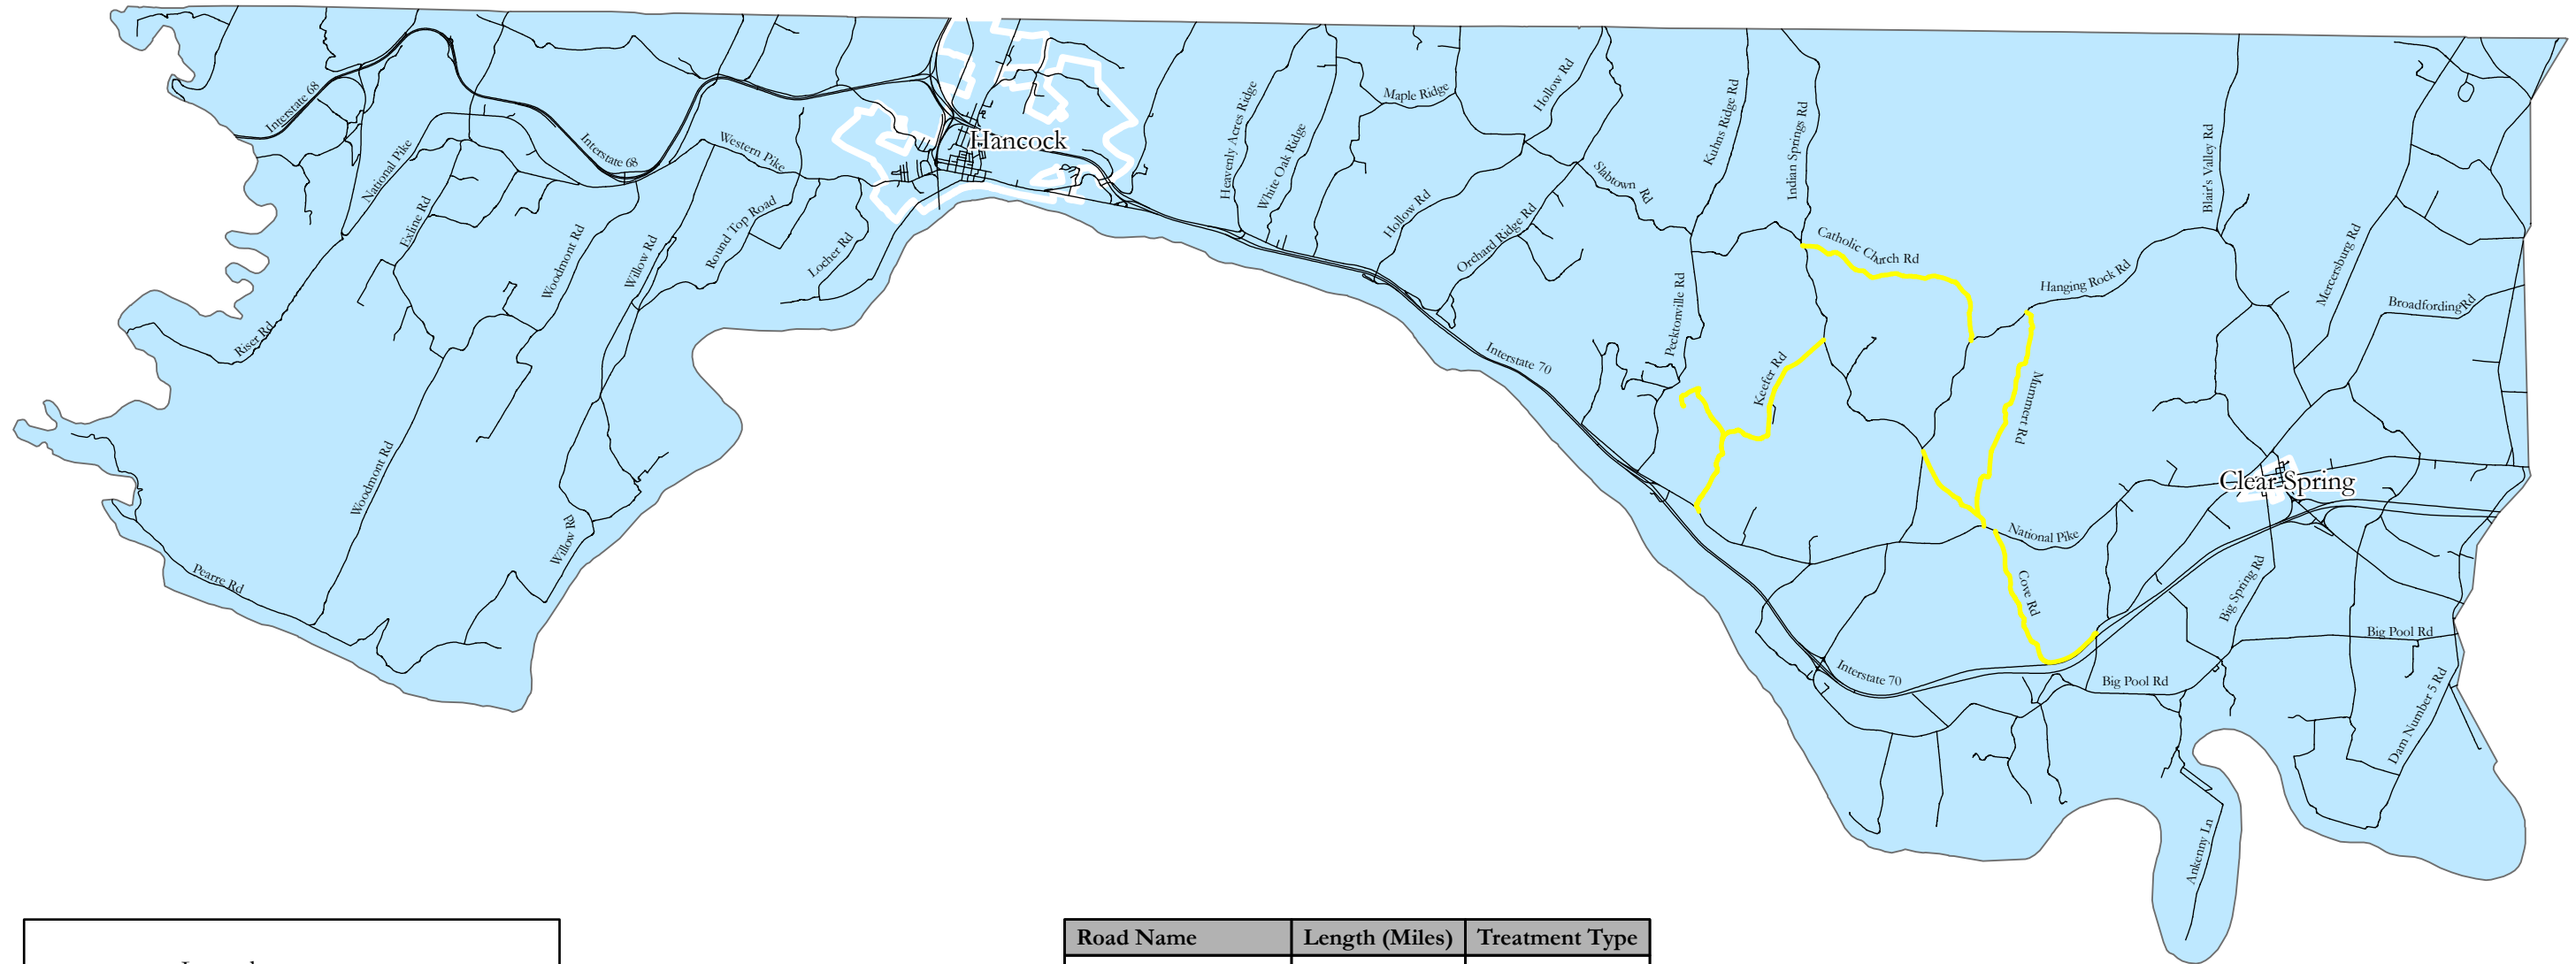 Interstate 68
National Pike
Exline Rd
Riser Rd
Interstate 68
Western Pike
Woodmont Rd
Willow Rd
Round Top Road
Locher Rd
Hancock
Heavenly Acres Ridge
White Oak Ridge
Maple Ridge
Hollow Rd
Hollow Rd
Orchard Ridge Rd
Slabtown Rd
Kuhns Ridge Rd
Indian Springs Rd
Catholic Church Rd
Pecktonville Rd
Keefer Rd
Interstate 70
Hanging Rock Rd
Blair's Valley Rd
Mercersburg Rd
Broadfording Rd
Mummert Rd
Clear Spring
National Pike
Cove Rd
Big Spring Rd
Big Pool Rd
Interstate 70
Big Pool Rd
Dam Number 5 Rd
Ankenny Ln
Woodmont Rd
Willow Rd
Pearre Rd
Road Name Length (Miles) Treatment Type